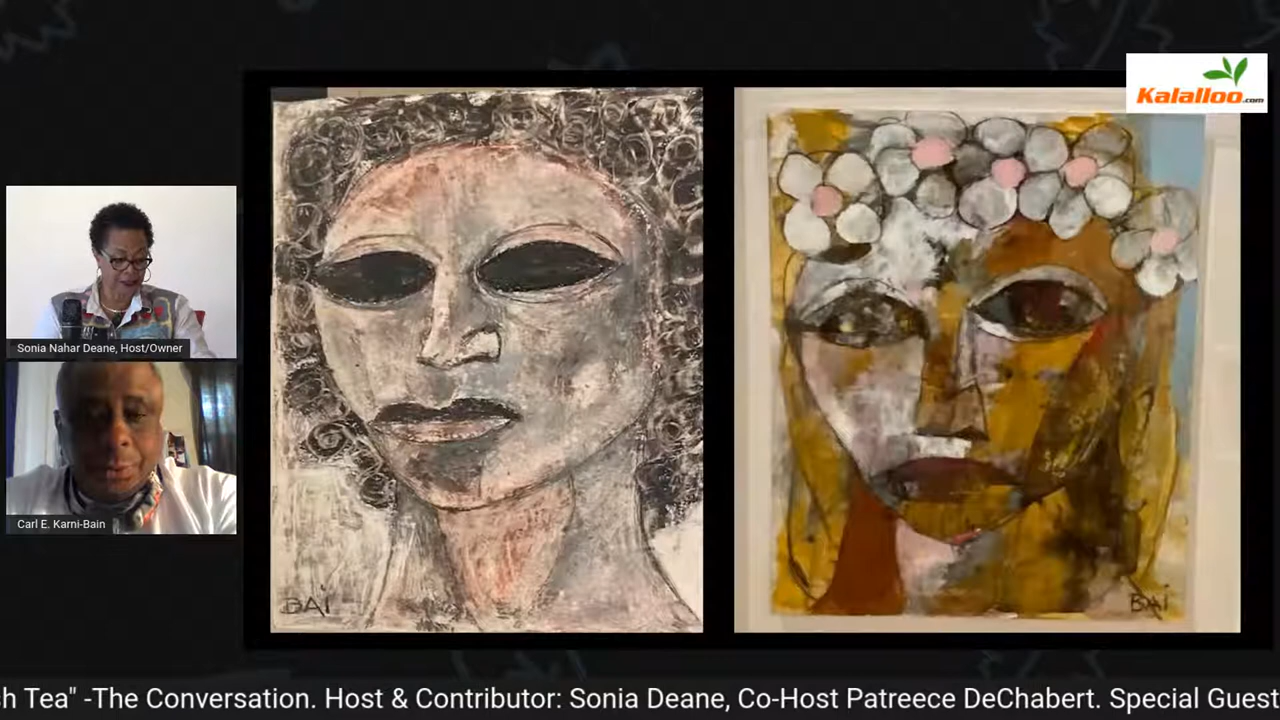 Kalalloo.com
Sonia Nahar Deane, Host/Owner
Carl E. Karni-Bain
BAI
BAI
h Tea" -The Conversation. Host & Contributor: Sonia Deane, Co-Host Patreece DeChabert. Special Guest